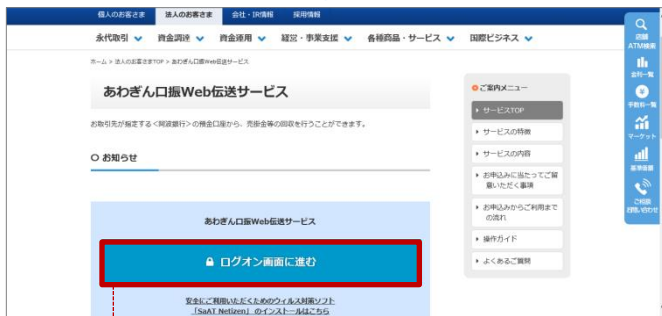 個人のお客さま 法人のお客さま 会社・IR情報 採用情報
永代取引 資金調達 資金運用 経営・事業支援 各種商品・サービス 国際ビジネス
ホーム > 法人のお客さまTOP > あわぎん口振Web伝送サービス
あわぎん口振Web伝送サービス
お取引先が指定する<阿波銀行>の預金口座から、売掛金等の回収を行うことができます。
お知らせ
あわぎん口振Web伝送サービス
ログオン画面に進む
安全にご利用いただくためのウィルス対策ソフト
「SaAT Netizen」のインストールはこちら
ご案内メニュー
サービスTOP
サービスの特徴
サービスの内容
お申込みに当たってご留
意いただく事項
お申込みからご利用まで
の流れ
操作ガイド
よくあるご質問
店舗
ATM検索
金利一覧
手数料一覧
マーケット
基準価額
ご相談
お問い合わせ